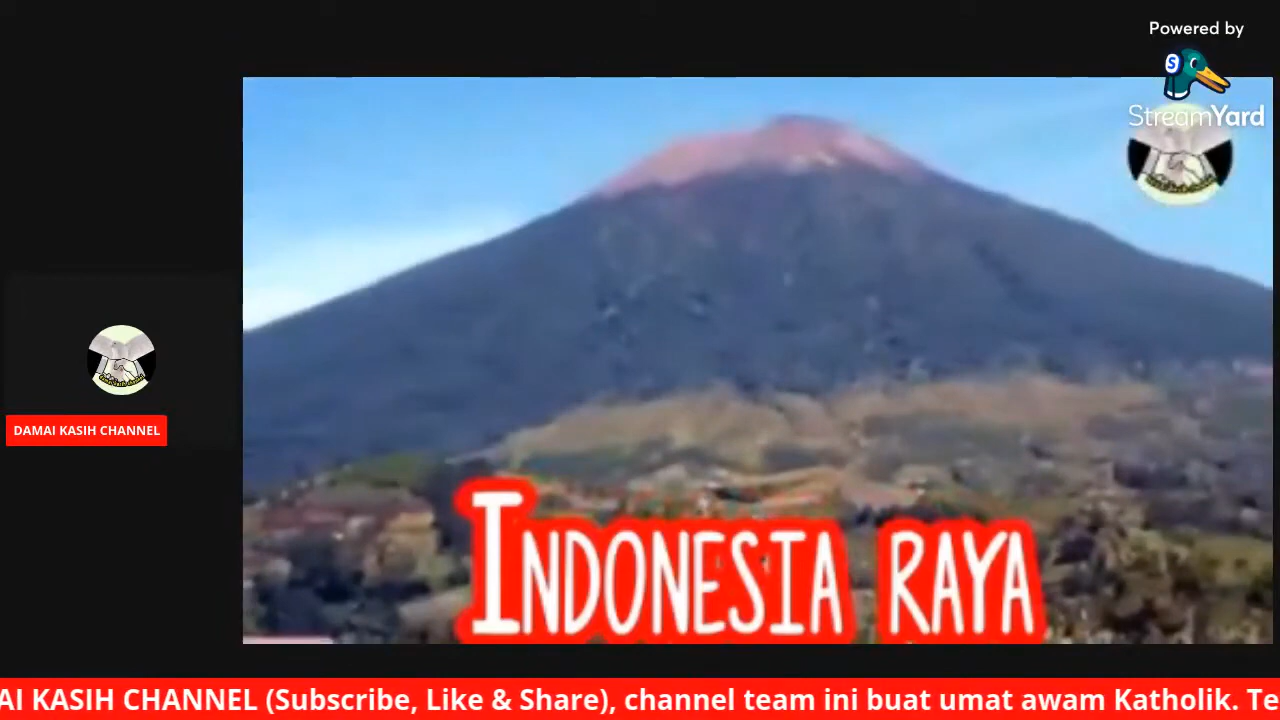 Powered by
S
StreamYard
DAMAI KASIH CHANNEL
INDONESIA RAYA
AI KASIH CHANNEL (Subscribe, Like & Share), channel team ini buat umat awam Katholik. Te